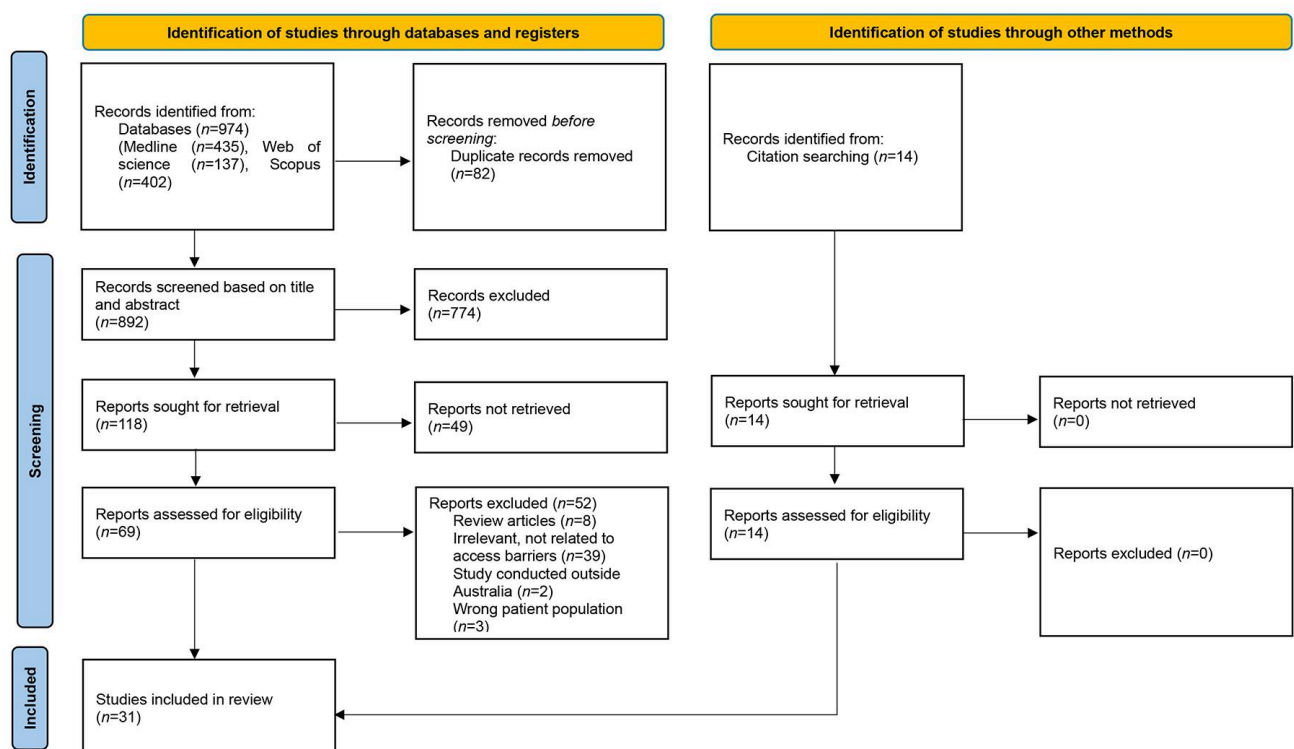 Identification of studies through databases and registers
Identification of studies through other methods
Identification
Records identified from:
Databases (n=974)
(Medline (n=435), Web of
science (n=137), Scopus
(n=402)
Records removed before
screening:
Duplicate records removed
(n=82)
Records identified from:
Citation searching (n=14)
Screening
Records screened based on title
and abstract
(n=892)
Records excluded
(n=774)
Reports sought for retrieval
(n=118)
Reports not retrieved
(n=49)
Reports sought for retrieval
(n=14)
Reports not retrieved
(n=0)
Reports assessed for eligibility
(n=69)
Reports excluded (n=52)
Review articles (n=8)
Irrelevant, not related to
access barriers (n=39)
Study conducted outside
Australia (n=2)
Wrong patient population
(n=3)
Reports assessed for eligibility
(n=14)
Reports excluded (n=0)
Included
Studies included in review
(n=31)